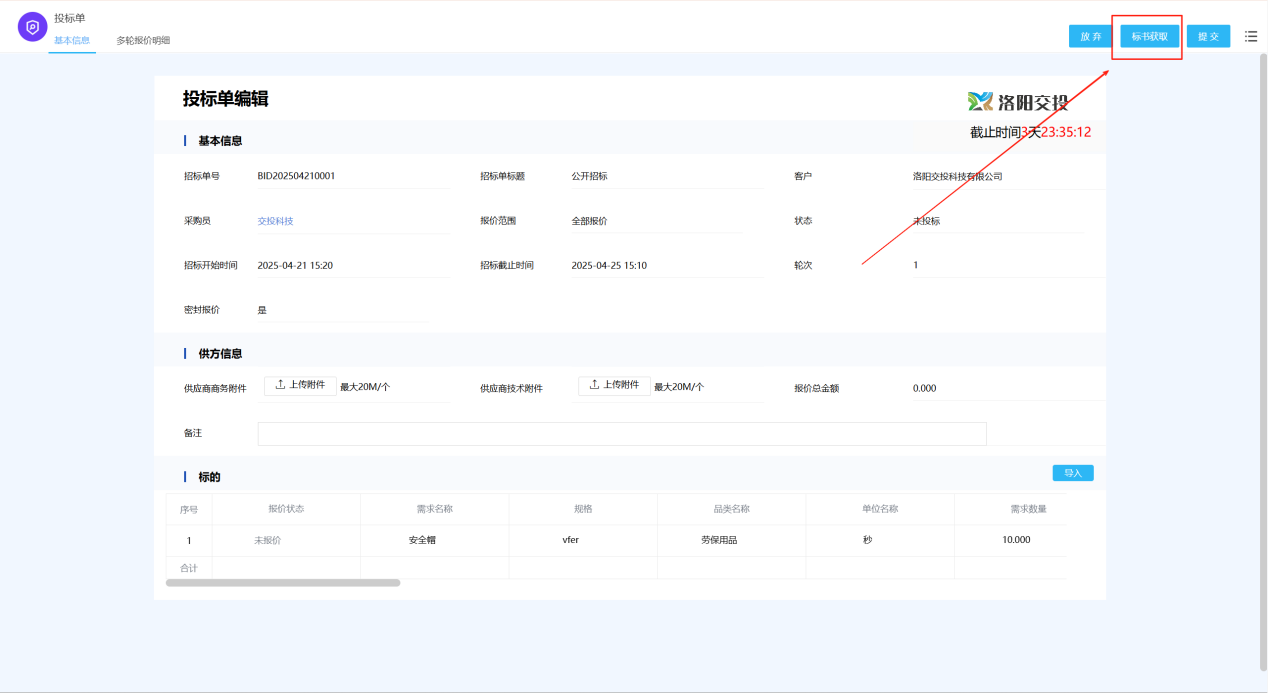 投标单
基本信息 多轮报价明细
放 弃 标书获取 提 交
投标单编辑
洛阳交投
截止时间3天23:35:12
基本信息
招标单号 BID202504210001 招标单标题 公开招标 客户 洛阳交投科技有限公司
采购员 交投科技 报价范围 全部报价 状态 未投标
招标开始时间 2025-04-21 15:20 招标截止时间 2025-04-25 15:10 轮次 1
密封报价 是
供方信息
供应商商务附件 上传附件 最大20M/个 供应商技术附件 上传附件 最大20M/个 报价总金额 0.000
备注
标的 导入
序号 报价状态 需求名称 规格 品类名称 单位名称 需求数量
1 未报价 安全帽 vfer 劳保用品 秒 10.000
合计